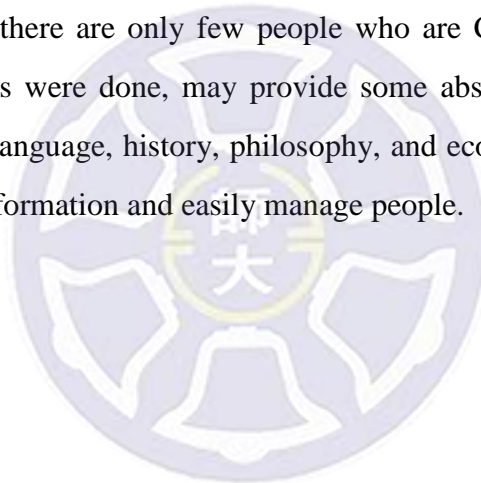 there are only few people who are
s were done, may provide some abs
anguage, history, philosophy, and eco
formation and easily manage people.
師
大